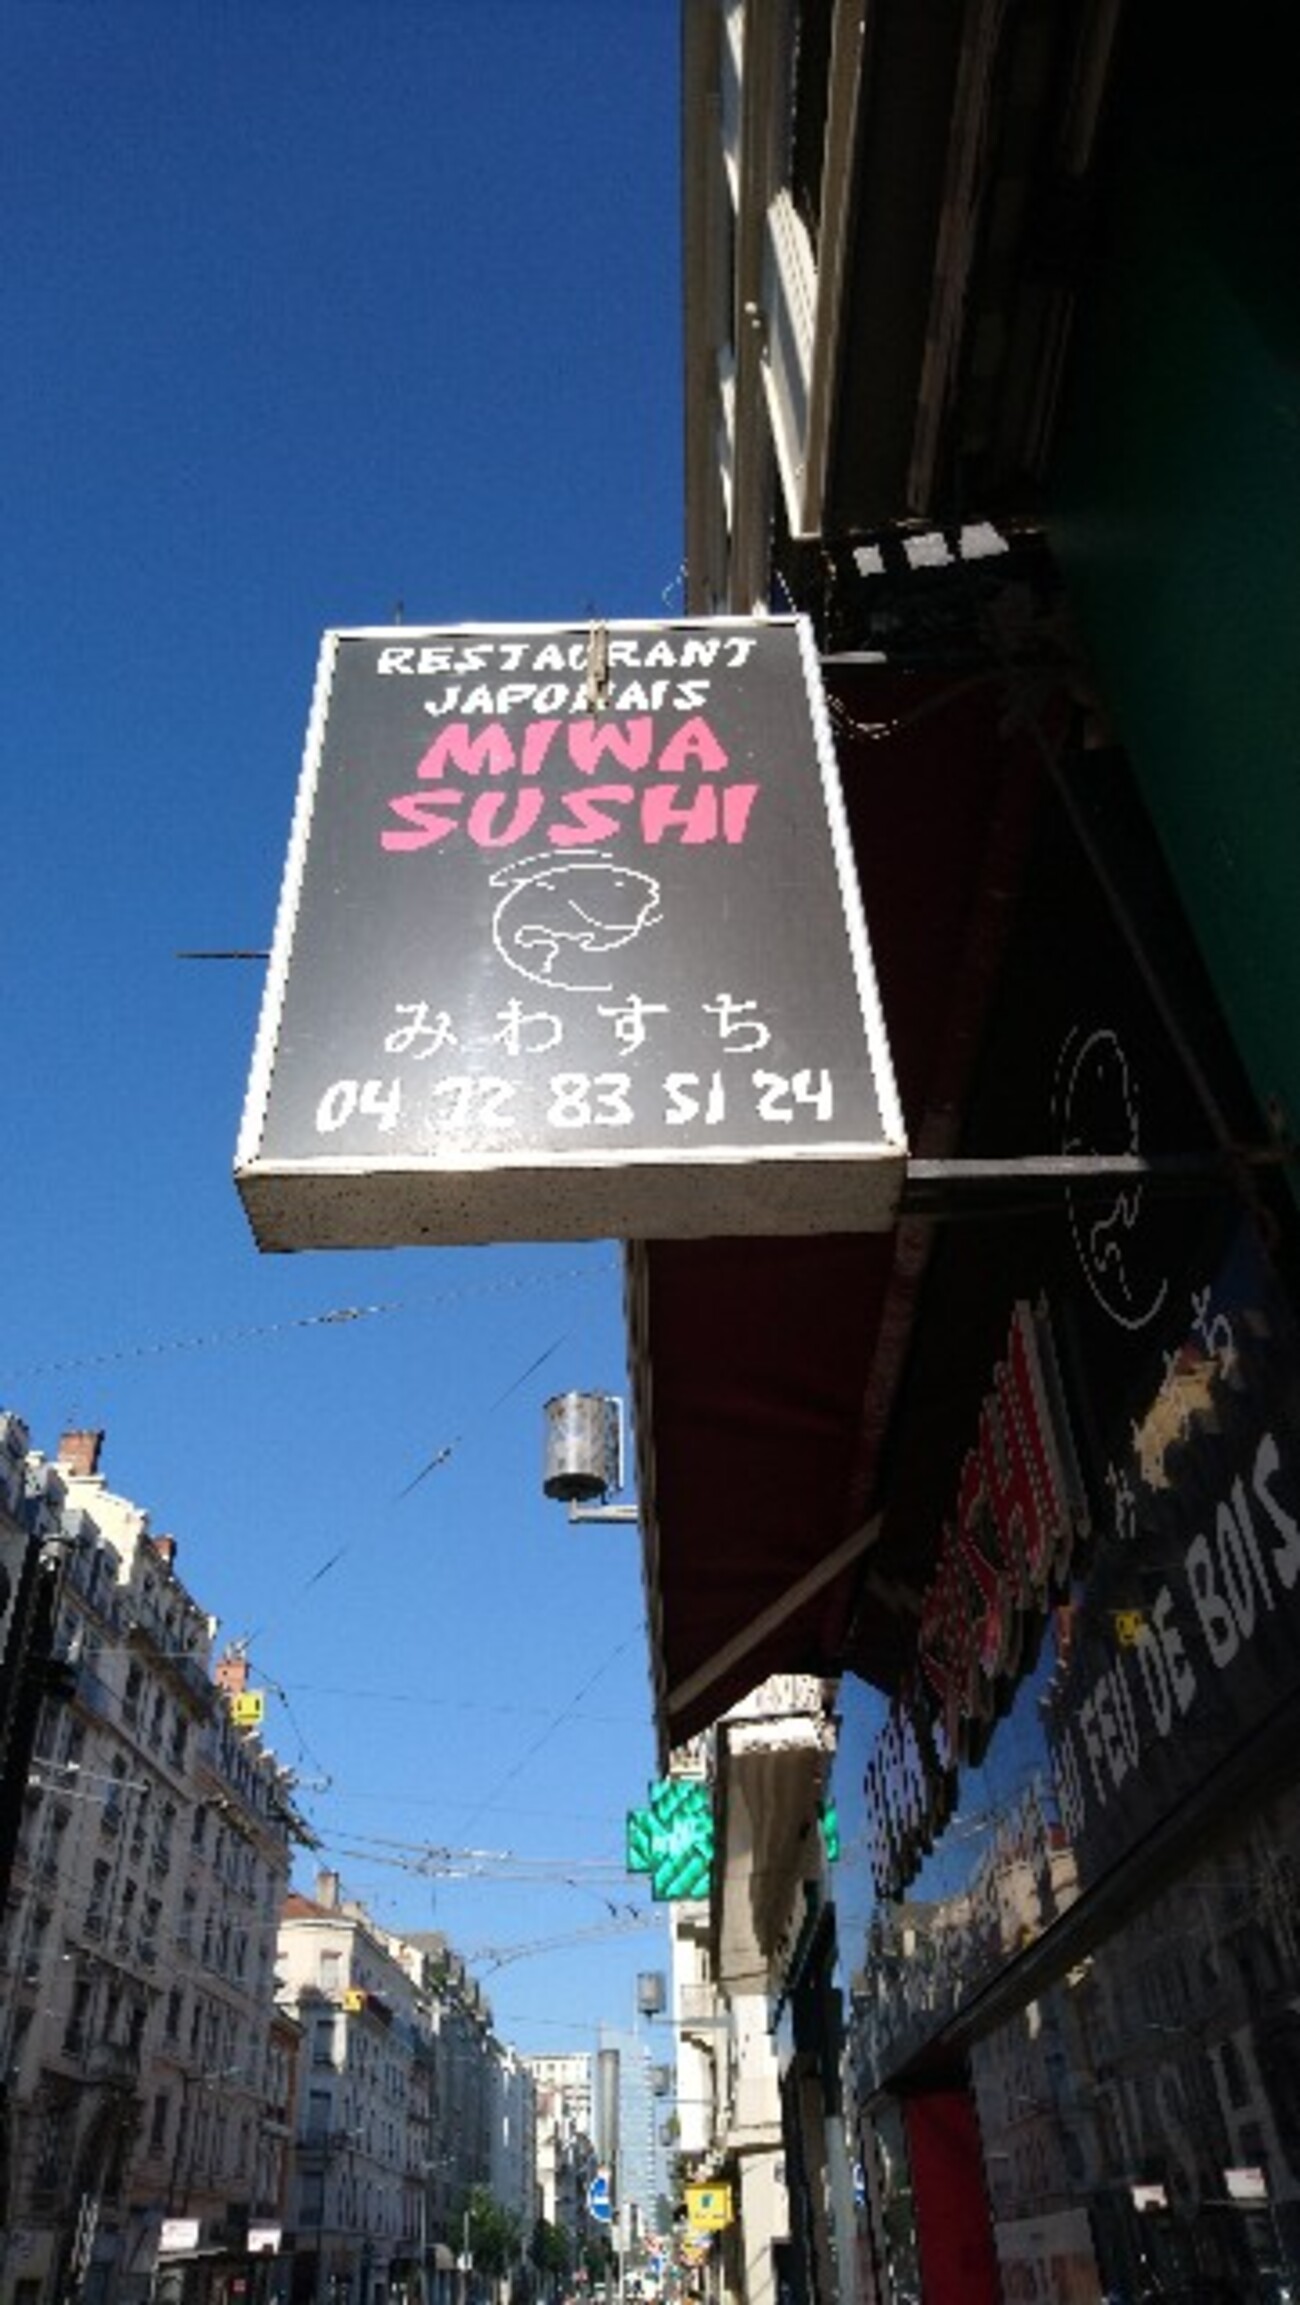 RESTAURANT
JAPONAIS
MIWA
SUSHI
みわすち
04 72 83 51 24
AU FEU DE BOIS